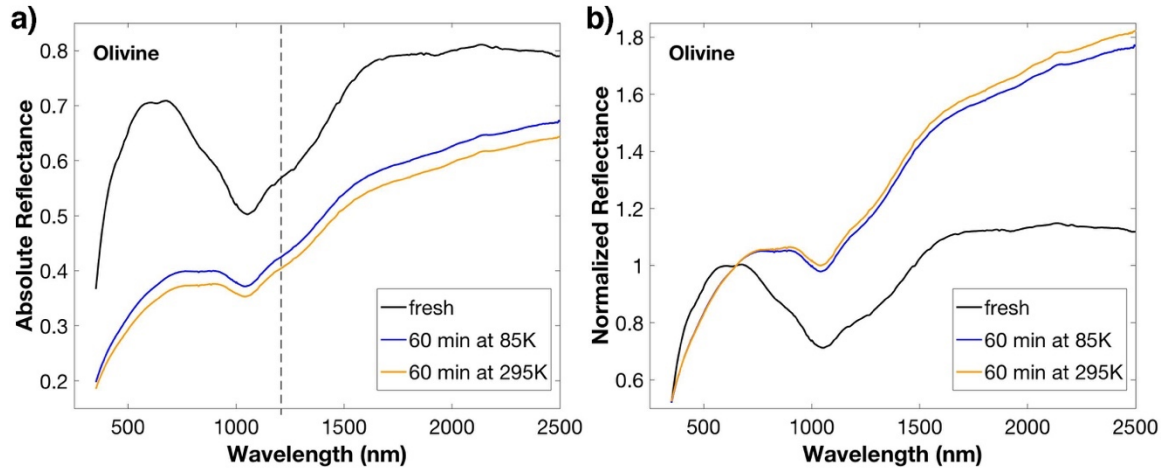 a)
Olivine
Absolute Reflectance
0.8
0.7
0.6
0.5
0.4
0.3
0.2
fresh
60 min at 85K
60 min at 295K
500 1000 1500 2000 2500
Wavelength (nm)
b)
Olivine
Normalized Reflectance
1.8
1.6
1.4
1.2
1
0.8
0.6
fresh
60 min at 85K
60 min at 295K
500 1000 1500 2000 2500
Wavelength (nm)